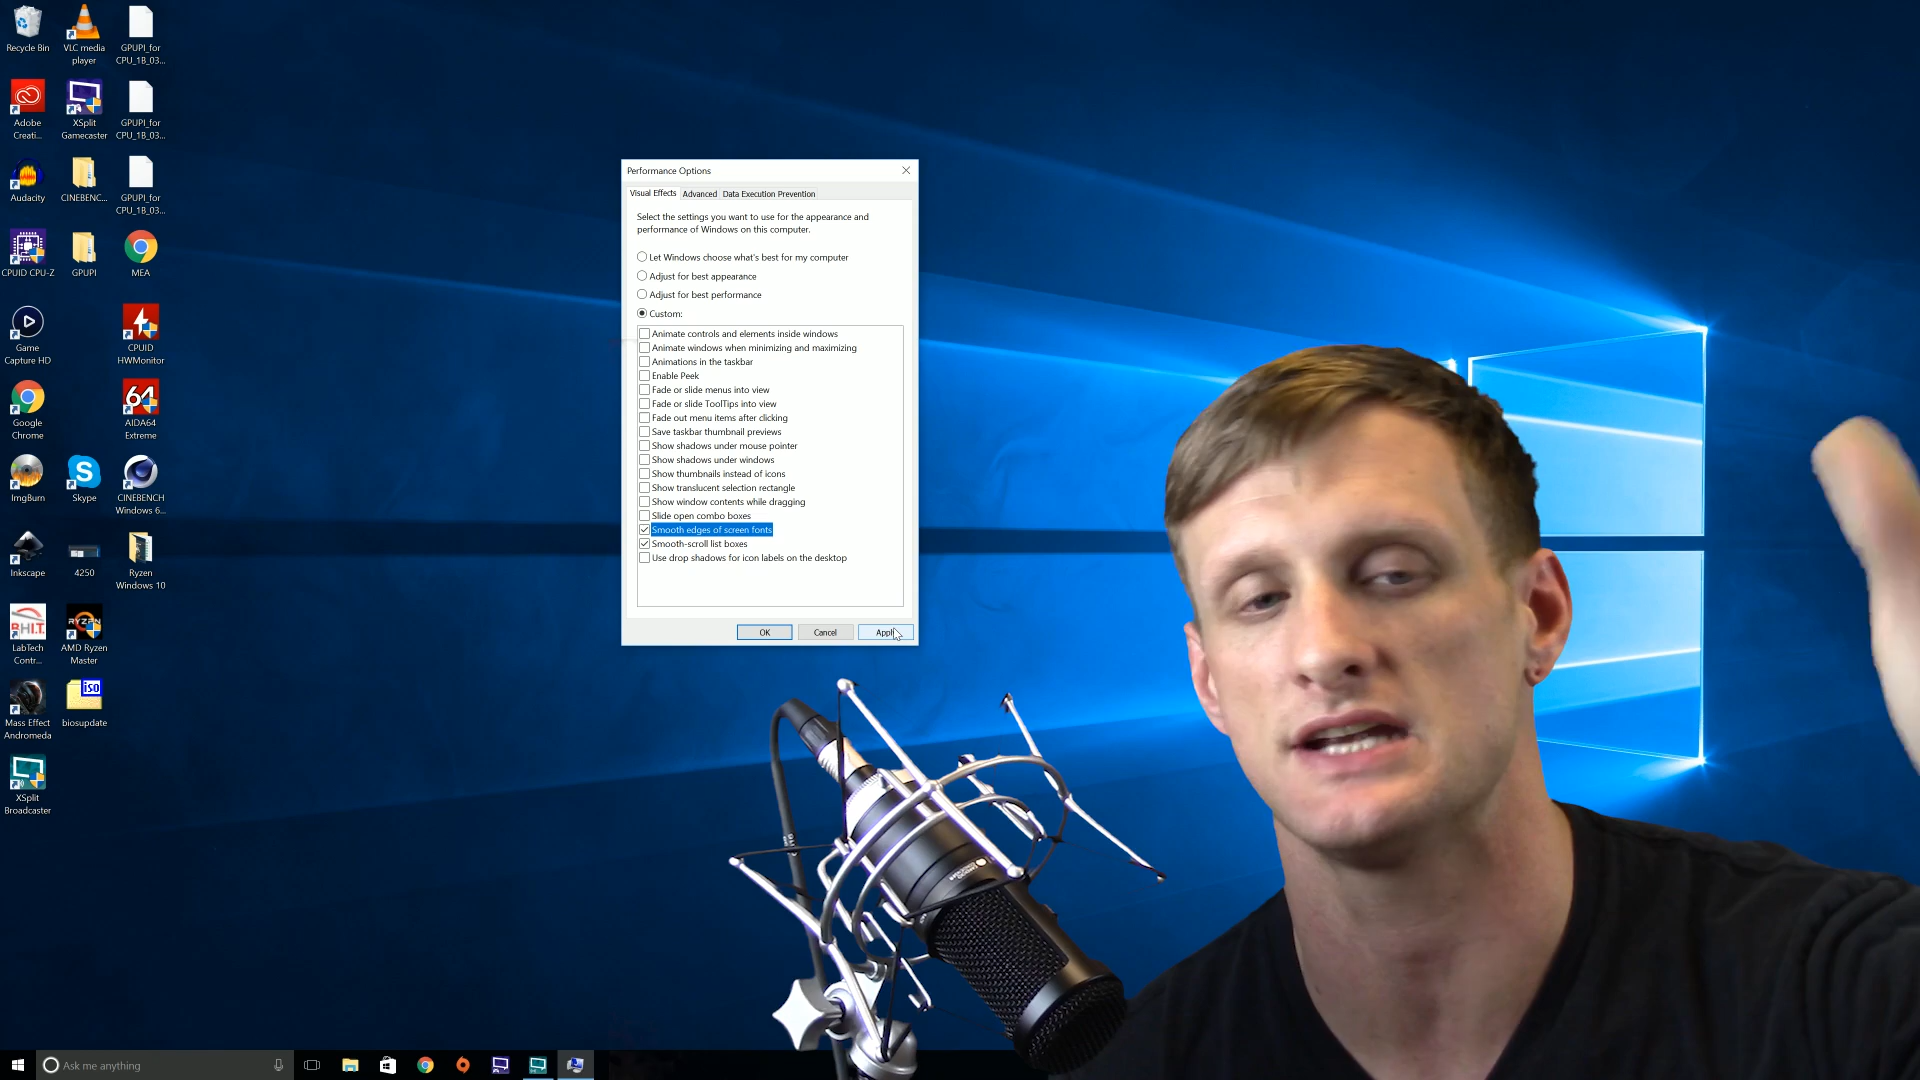 Recycle Bin
VLC media
player
GPUPI_for
CPU_1B_03...
Adobe
Creati...
XSplit
Gamecaster
GPUPI_for
CPU_1B_03...
Audacity
CINEBENC...
GPUPI_for
CPU_1B_03...
CPUID CPU-Z
GPUPI
MEA
Game
Capture HD
CPUID
HWMonitor
Google
Chrome
64
AIDA64
Extreme
ImgBurn
Skype
CINEBENCH
Windows 6...
Inkscape
4250
Ryzen
Windows 10
LabTech
Contr...
RYZEN
AMD Ryzen
Master
Mass Effect
Andromeda
iso
biosupdate
XSplit
Broadcaster
Performance Options
Visual Effects
Advanced
Data Execution Prevention
Select the settings you want to use for the appearance and
performance of Windows on this computer.
Let Windows choose what's best for my computer
Adjust for best appearance
Adjust for best performance
Custom:
Animate controls and elements inside windows
Animate windows when minimizing and maximizing
Animations in the taskbar
Enable Peek
Fade or slide menus into view
Fade or slide ToolTips into view
Fade out menu items after clicking
Save taskbar thumbnail previews
Show shadows under mouse pointer
Show shadows under windows
Show thumbnails instead of icons
Show translucent selection rectangle
Show window contents while dragging
Slide open combo boxes
Smooth edges of screen fonts
Smooth-scroll list boxes
Use drop shadows for icon labels on the desktop
OK
Cancel
Apply
Ask me anything